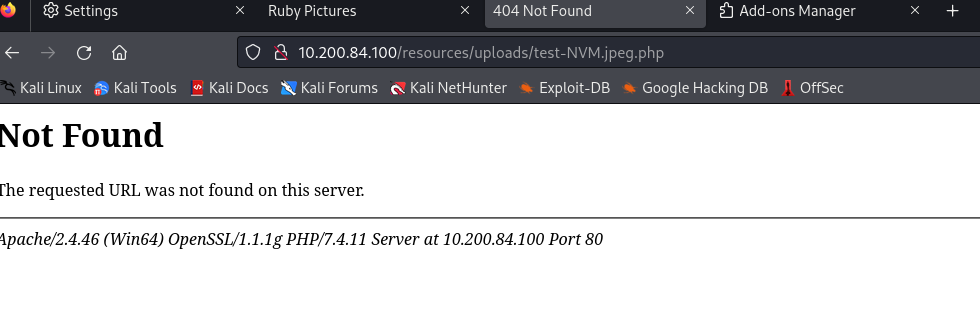 Settings
Ruby Pictures
404 Not Found
Add-ons Manager
10.200.84.100/resources/uploads/test-NVM.jpeg.php
Kali Linux
Kali Tools
Kali Docs
Kali Forums
Kali NetHunter
Exploit-DB
Google Hacking DB
OffSec
Not Found
The requested URL was not found on this server.
Apache/2.4.46 (Win64) OpenSSL/1.1.1g PHP/7.4.11 Server at 10.200.84.100 Port 80